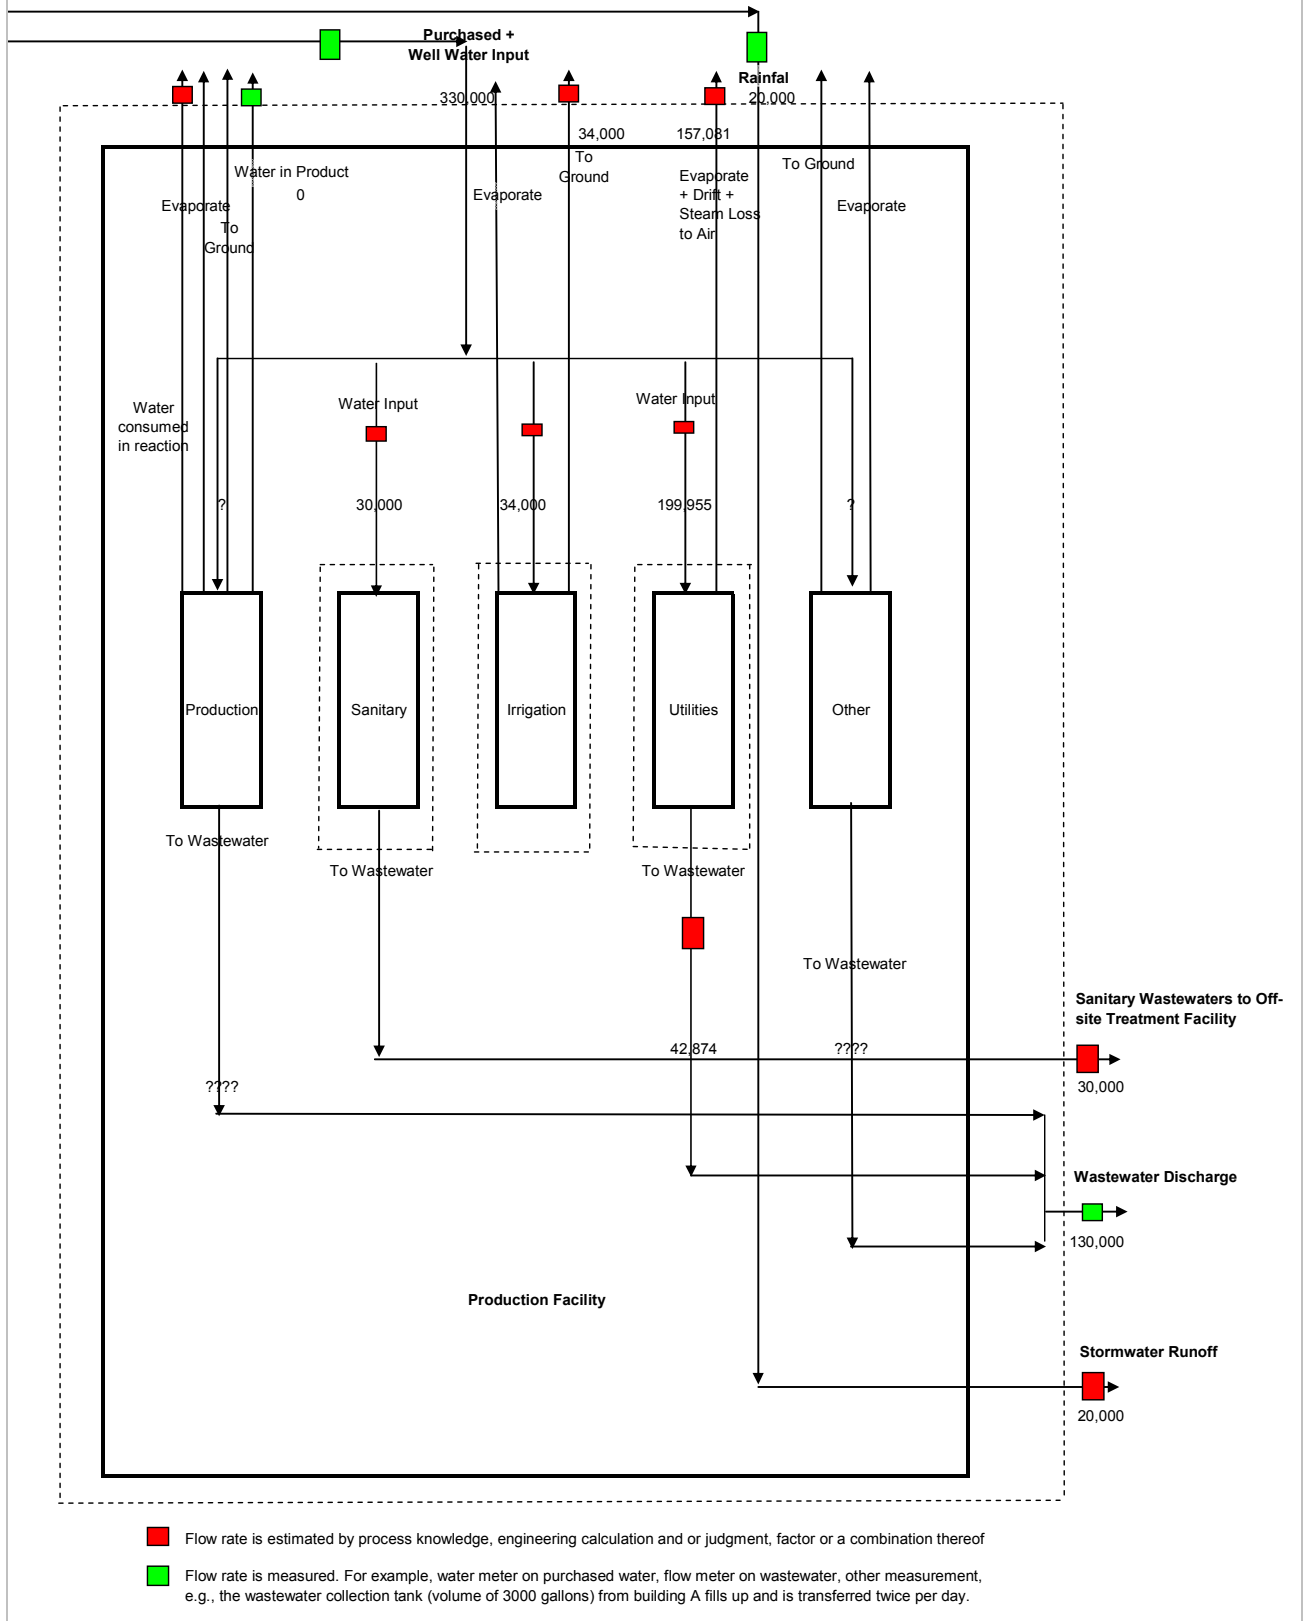 Purchased +
Well Water Input
Rainfal
330,000
20,000
34,000
157,081
To
Ground
To Ground
Water in Product
0
Evaporate
+ Drift +
Steam Loss
to Air
Evaporate
Evaporate
Evaporate
To
Ground
Water
consumed
in reaction
Water Input
Water Input
?
30,000
34,000
199,955
?
Production
Sanitary
Irrigation
Utilities
Other
To Wastewater
To Wastewater
To Wastewater
To Wastewater
Sanitary Wastewaters to Off-
site Treatment Facility
42,874
????
30,000
????
Wastewater Discharge
130,000
Production Facility
Stormwater Runoff
20,000
Flow rate is estimated by process knowledge, engineering calculation and or judgment, factor or a combination thereof
Flow rate is measured. For example, water meter on purchased water, flow meter on wastewater, other measurement,
e.g., the wastewater collection tank (volume of 3000 gallons) from building A fills up and is transferred twice per day.